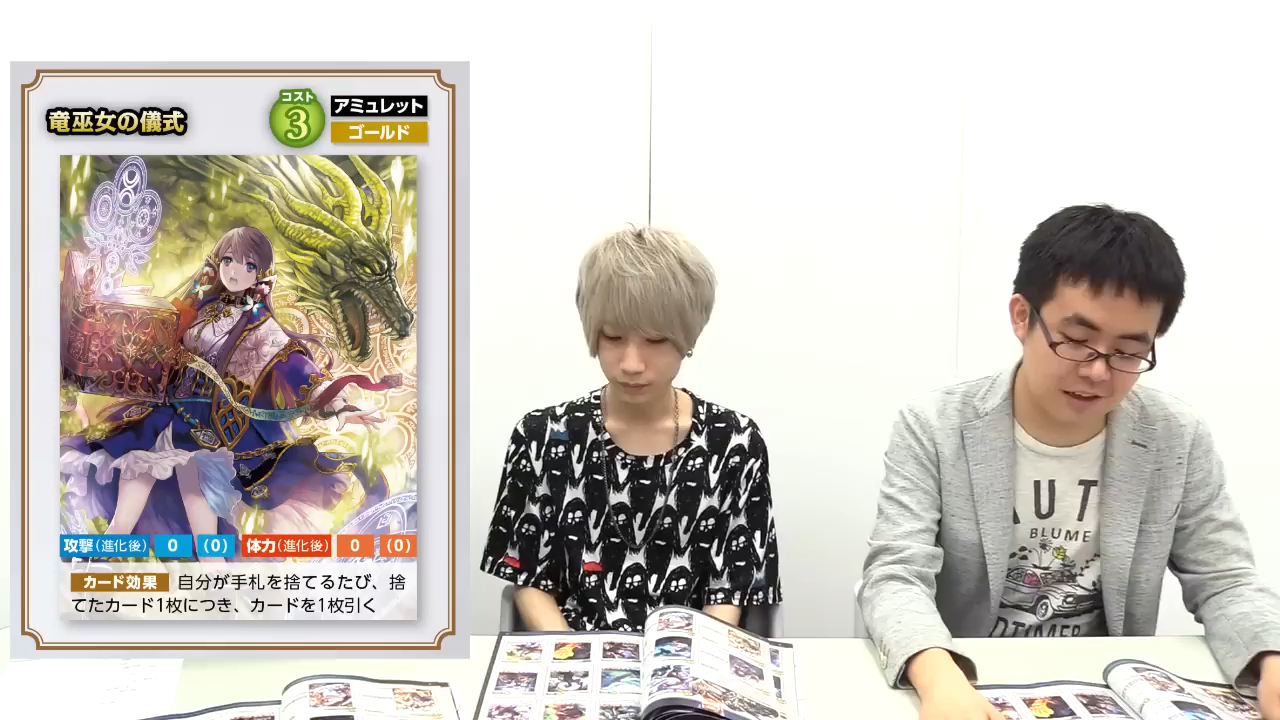 竜巫女の儀式
コスト
3
アミュレット
ゴールド
攻撃(進化後) 0 (0) 体力(進化後) 0 (0)
カード効果 自分が手札を捨てるたび、捨
てたカード1枚につき、カードを1枚引く
AUT
BLUME
DTIMER